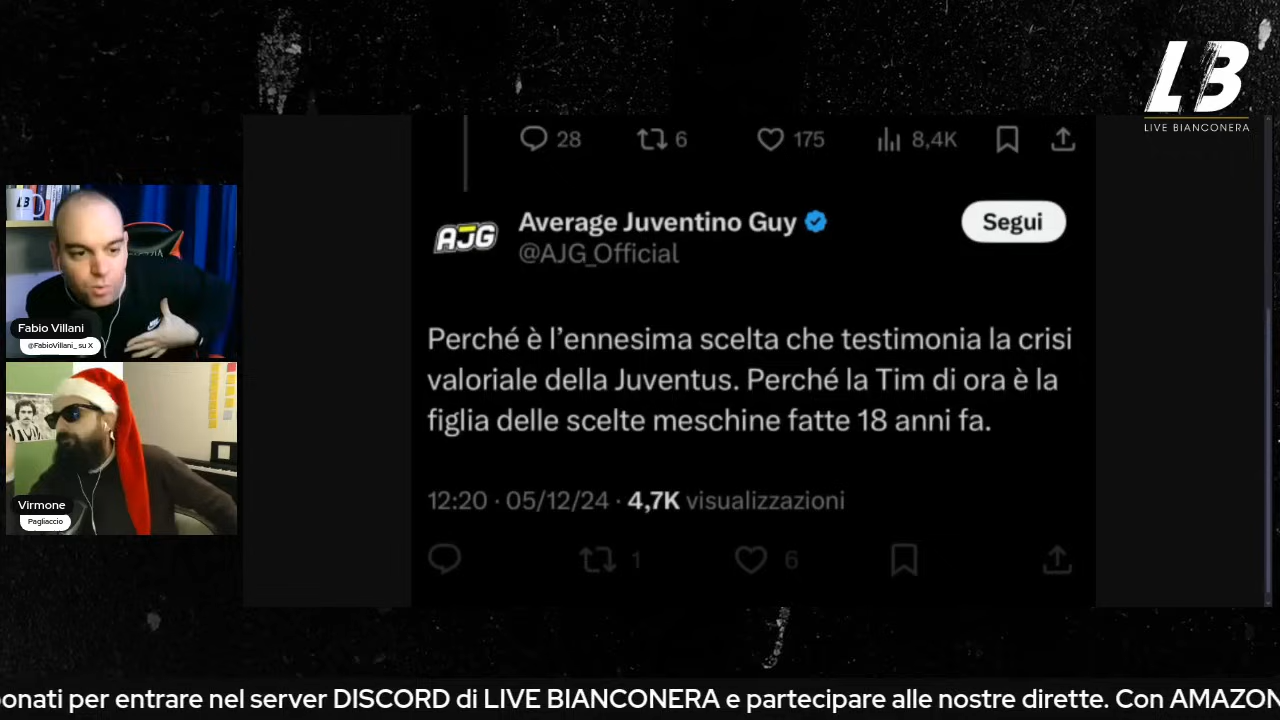 LB
LIVE BIANCONERA
28 6 175 8,4K
AJG
Average Juventino Guy
@AJG_Official
Segui
Perché è l’ennesima scelta che testimonia la crisi
valoriale della Juventus. Perché la Tim di ora è la
figlia delle scelte meschine fatte 18 anni fa.
12:20 · 05/12/24 · 4,7K visualizzazioni
1 6
LB
Fabio Villani
@FabioVillani_ su X
Virmone
Pagliaccio
onati per entrare nel server DISCORD di LIVE BIANCONERA e partecipare alle nostre dirette. Con AMAZON